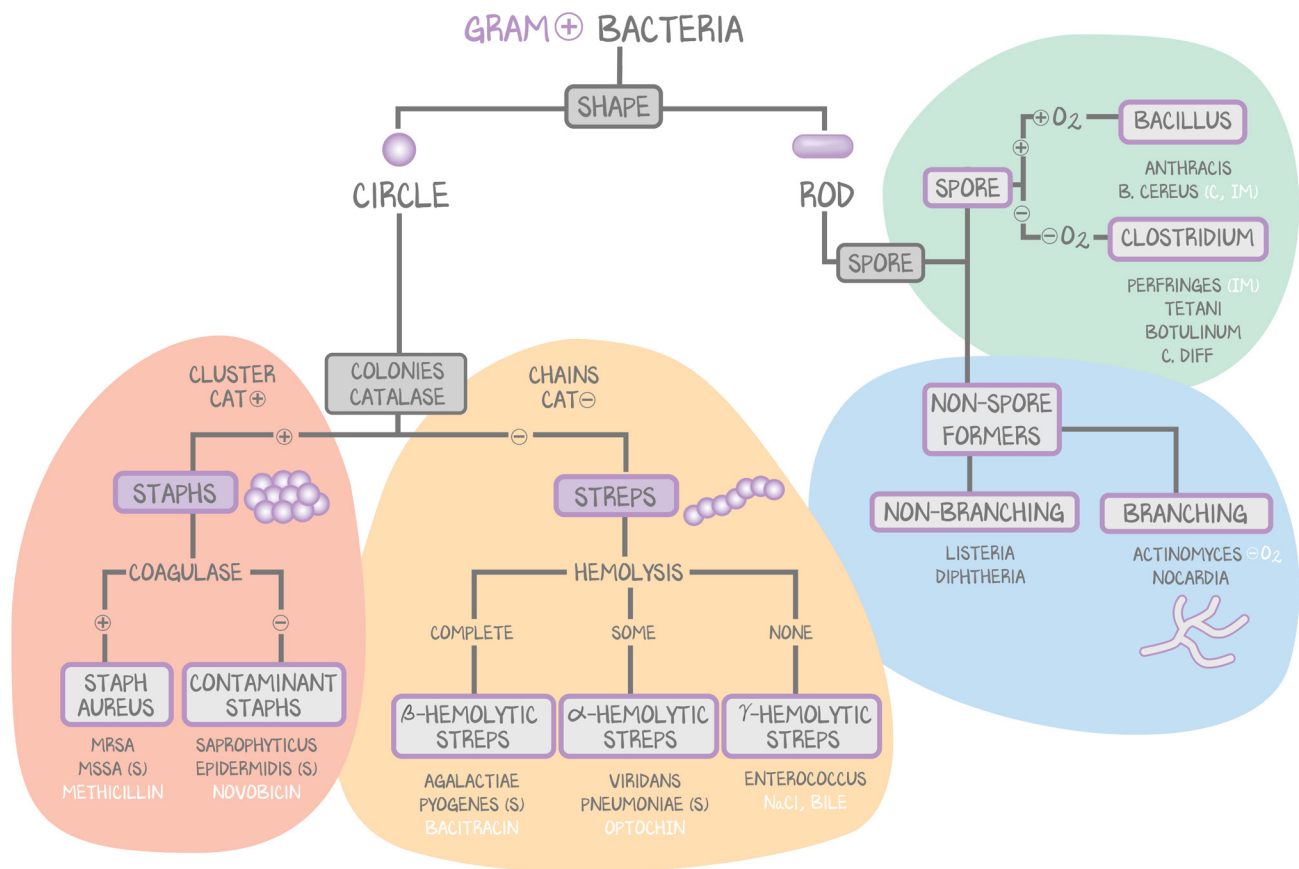 GRAM ⊕ BACTERIA
SHAPE
CIRCLE
ROD
SPORE
SPORE
⊕
⊕O2
BACILLUS
ANTHRACIS
B. CEREUS (C, IM)
⊖
⊖O2
CLOSTRIDIUM
PERFRINGES (IM)
TETANI
BOTULINUM
C. DIFF
COLONIES
CATALASE
CLUSTER
CAT⊕
⊕
STAPHS
COAGULASE
⊕
STAPH
AUREUS
MRSA
MSSA (S)
METHICILLIN
⊖
CONTAMINANT
STAPHS
SAPROPHYTICUS
EPIDERMIDIS (S)
NOVOBICIN
CHAINS
CAT⊖
⊖
STREPS
HEMOLYSIS
COMPLETE
β-HEMOLYTIC
STREPS
AGALACTIAE
PYOGENES (S)
BACITRACIN
SOME
α-HEMOLYTIC
STREPS
VIRIDANS
PNEUMONIAE (S)
OPTOCHIN
NONE
γ-HEMOLYTIC
STREPS
ENTEROCOCCUS
NaCl, BILE
NON-SPORE
FORMERS
NON-BRANCHING
LISTERIA
DIPHTHERIA
BRANCHING
ACTINOMYCES ⊖O2
NOCARDIA